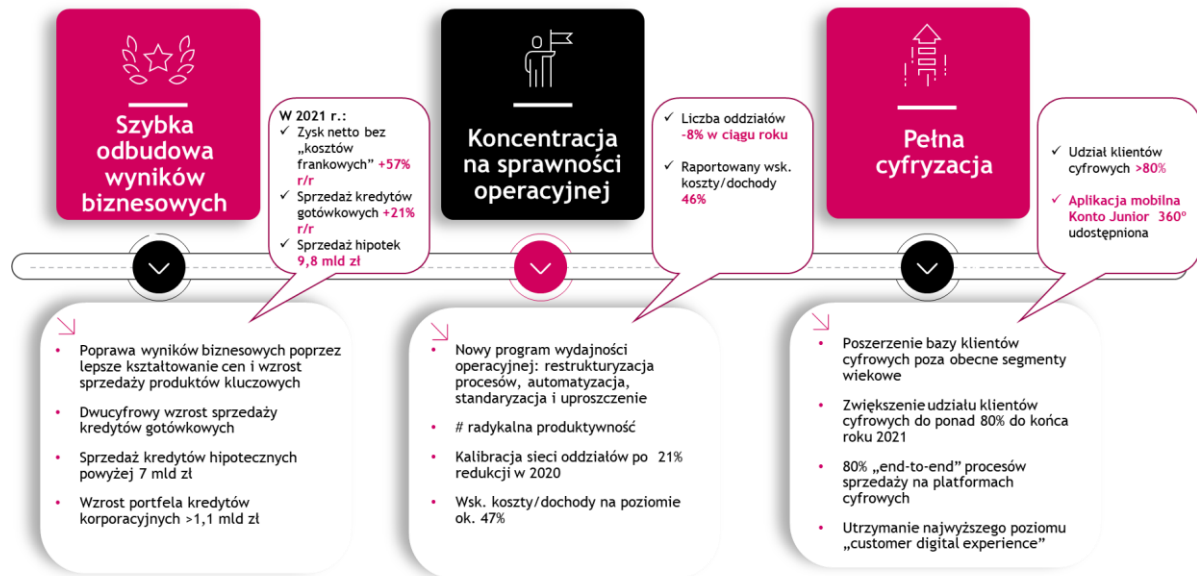 Szybka
odbudowa
wyników
biznesowych
W 2021 r.:
✓ Zysk netto bez
„kosztów
frankowych” +57%
r/r
✓ Sprzedaż kredytów
gotówkowych +21%
r/r
✓ Sprzedaż hipotek
9,8 mld zł
• Poprawa wyników biznesowych poprzez
lepsze kształtowanie cen i wzrost
sprzedaży produktów kluczowych
• Dwucyfrowy wzrost sprzedaży
kredytów gotówkowych
• Sprzedaż kredytów hipotecznych
powyżej 7 mld zł
• Wzrost portfela kredytów
korporacyjnych >1,1 mld zł
Koncentracja
na sprawności
operacyjnej
✓ Liczba oddziałów
-8% w ciągu roku
✓ Raportowany wsk.
koszty/dochody
46%
• Nowy program wydajności
operacyjnej: restrukturyzacja
procesów, automatyzacja,
standaryzacja i uproszczenie
• # radykalna produktywność
• Kalibracja sieci oddziałów po 21%
redukcji w 2020
• Wsk. koszty/dochody na poziomie
ok. 47%
Pełna
cyfryzacja
✓ Udział klientów
cyfrowych >80%
✓ Aplikacja mobilna
Konto Junior 360º
udostępniona
• Poszerzenie bazy klientów
cyfrowych poza obecne segmenty
wiekowe
• Zwiększenie udziału klientów
cyfrowych do ponad 80% do końca
roku 2021
• 80% „end-to-end” procesów
sprzedaży na platformach
cyfrowych
• Utrzymanie najwyższego poziomu
„customer digital experience”